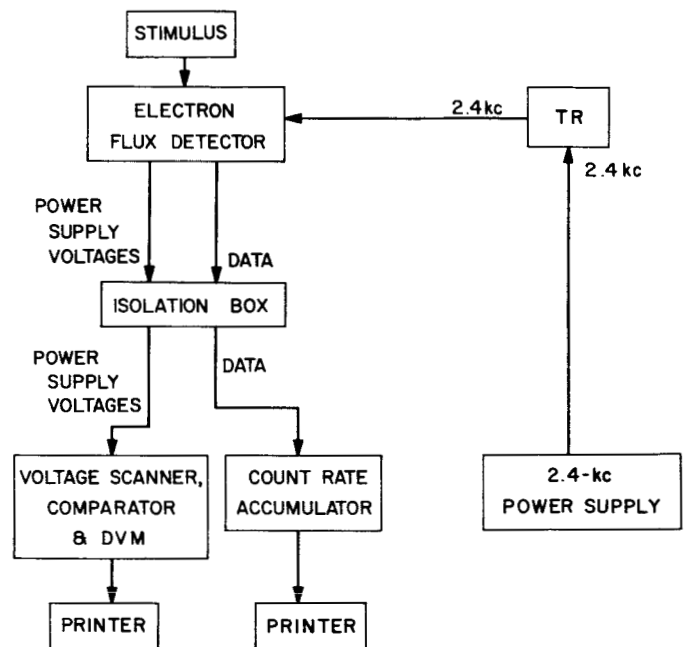 STIMULUS
ELECTRON
FLUX DETECTOR
2.4kc
TR
2.4 kc
POWER
SUPPLY
VOLTAGES
DATA
ISOLATION BOX
POWER
SUPPLY
VOLTAGES
DATA
VOLTAGE SCANNER,
COMPARATOR
& DVM
COUNT RATE
ACCUMULATOR
2.4-kc
POWER SUPPLY
PRINTER
PRINTER